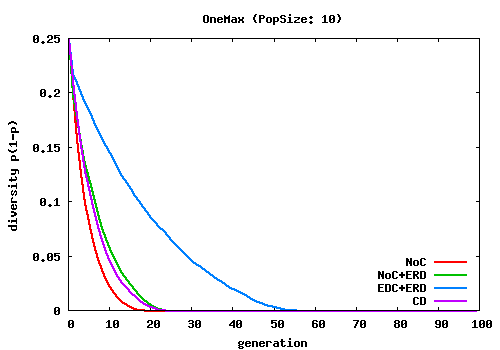 OneMax (PopSize: 10)
0.25
0.2
0.15
0.1
0.05
0
diversity p(1-p)
NoC
NoC+ERD
EDC+ERD
CD
0 10 20 30 40 50 60 70 80 90 100
generation